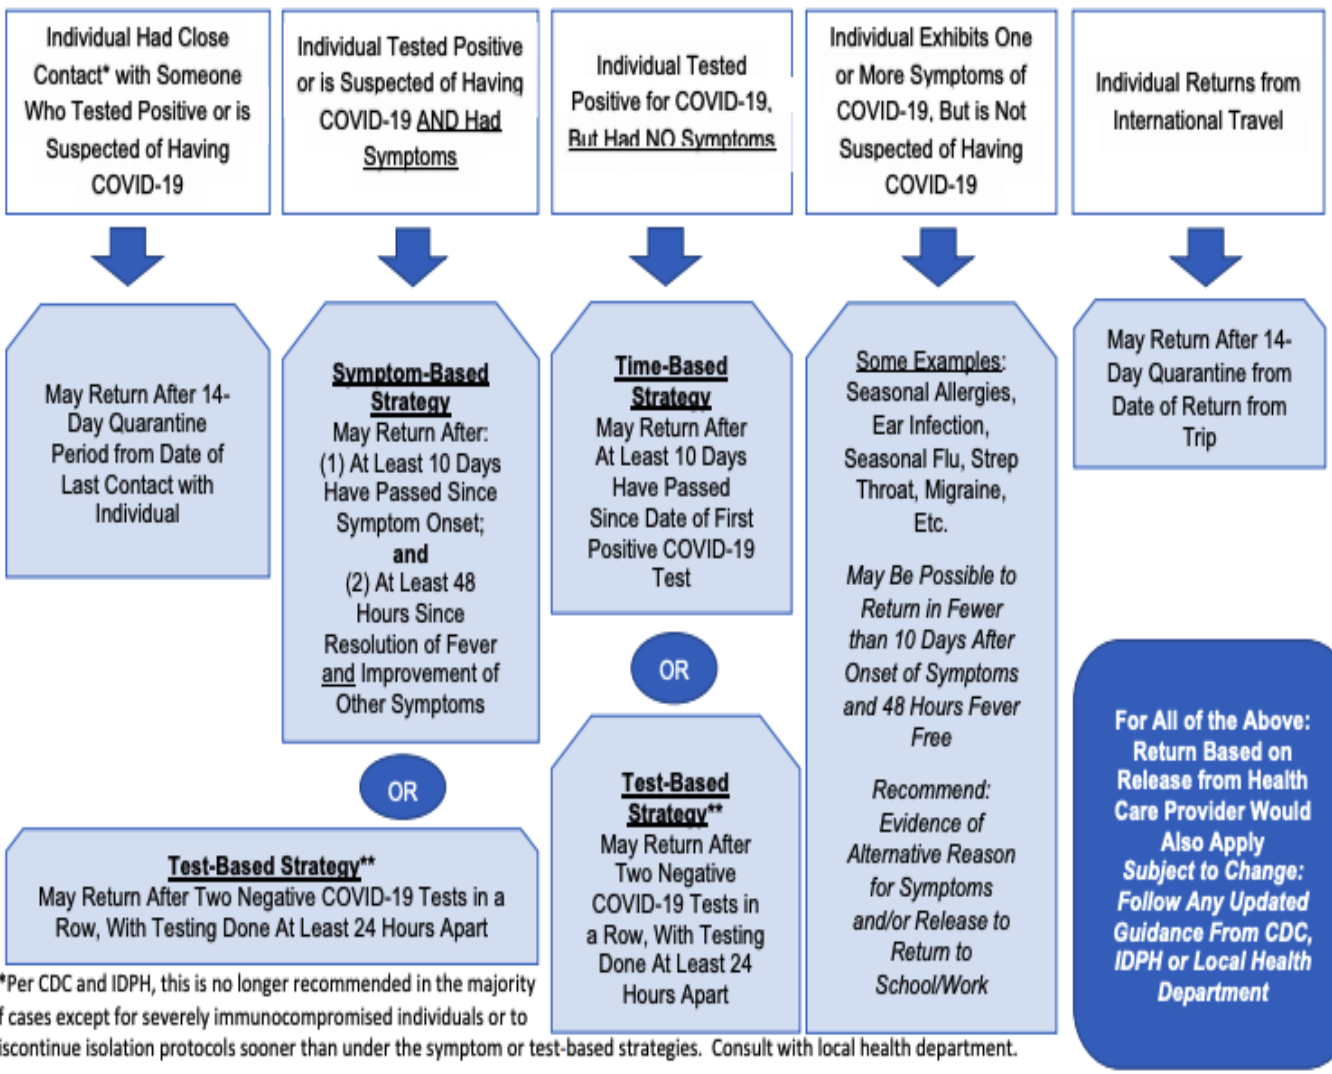 Individual Had Close
Contact* with Someone
Who Tested Positive or is
Suspected of Having
COVID-19
Individual Tested Positive
or is Suspected of Having
COVID-19 AND Had
Symptoms
Individual Tested
Positive for COVID-19,
But Had NO Symptoms
Individual Exhibits One
or More Symptoms of
COVID-19, But is Not
Suspected of Having
COVID-19
Individual Returns from
International Travel
May Return After 14-
Day Quarantine
Period from Date of
Last Contact with
Individual
Symptom-Based
Strategy
May Return After:
(1) At Least 10 Days
Have Passed Since
Symptom Onset;
and
(2) At Least 48
Hours Since
Resolution of Fever
and Improvement of
Other Symptoms
OR
Test-Based Strategy**
May Return After Two Negative COVID-19 Tests in a
Row, With Testing Done At Least 24 Hours Apart
Time-Based
Strategy
May Return After
At Least 10 Days
Have Passed
Since Date of First
Positive COVID-19
Test
OR
Test-Based
Strategy**
May Return After
Two Negative
COVID-19 Tests in
a Row, With Testing
Done At Least 24
Hours Apart
Some Examples:
Seasonal Allergies,
Ear Infection,
Seasonal Flu, Strep
Throat, Migraine,
Etc.
May Be Possible to
Return in Fewer
than 10 Days After
Onset of Symptoms
and 48 Hours Fever
Free
Recommend:
Evidence of
Alternative Reason
for Symptoms
and/or Release to
Return to
School/Work
May Return After 14-
Day Quarantine from
Date of Return from
Trip
For All of the Above:
Return Based on
Release from Health
Care Provider Would
Also Apply
Subject to Change:
Follow Any Updated
Guidance From CDC,
IDPH or Local Health
Department
*Per CDC and IDPH, this is no longer recommended in the majority
f cases except for severely immunocompromised individuals or to
iscontinue isolation protocols sooner than under the symptom or test-based strategies. Consult with local health department.